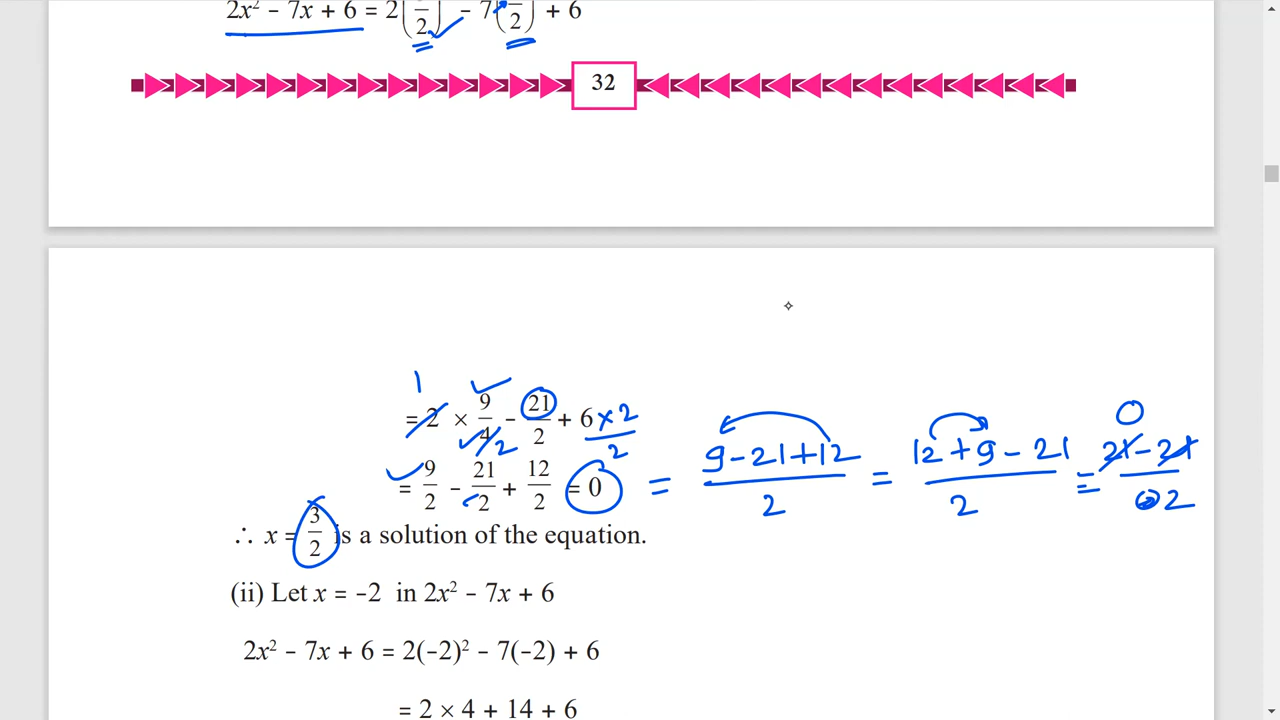 2x² − 7x + 6 = 2(—/2) − 7(—/2) + 6
32
1
= 2 × 9/4 − 21/2 + 6 × 2/2
2
= 9/2 − 21/2 + 12/2 = 0 = 9 − 21 + 12/2 = 12 + 9 − 21/2 = 21 − 21/2
0
∴ x = 3/2 is a solution of the equation.
(ii) Let x = -2 in 2x² − 7x + 6
2x² − 7x + 6 = 2(−2)² − 7(−2) + 6
= 2 × 4 + 14 + 6